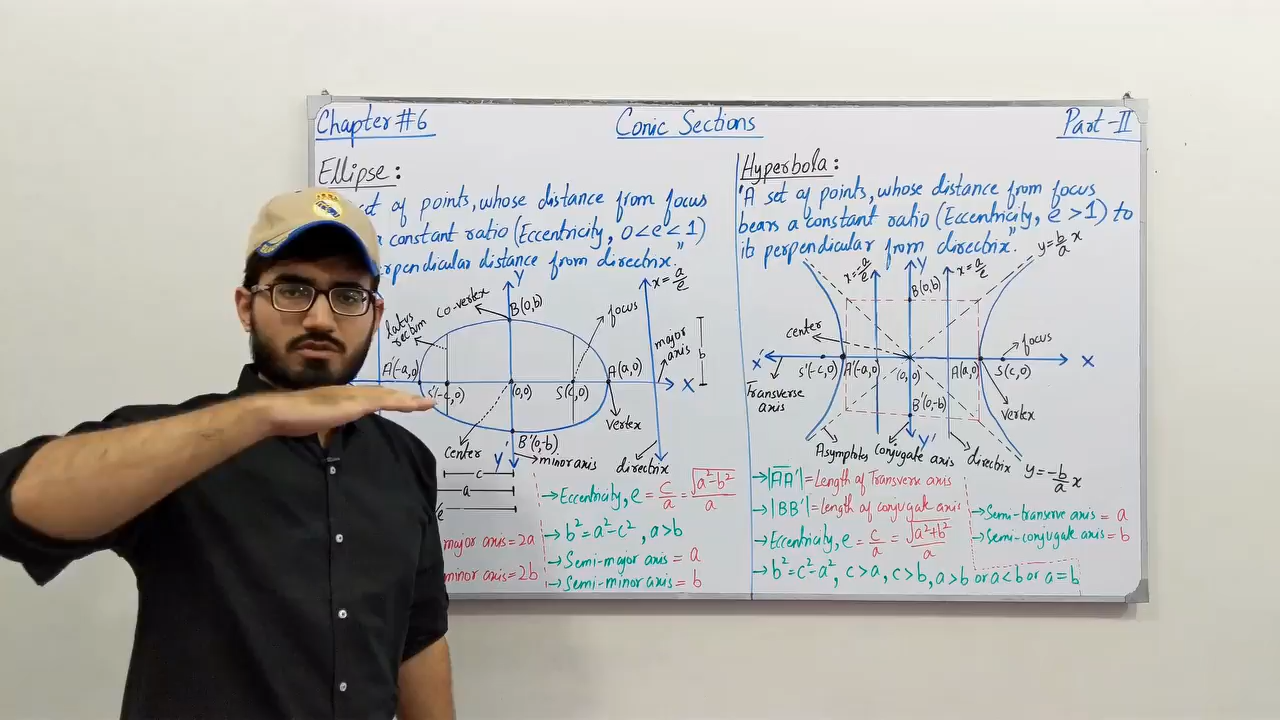 Chapter #6
Conic Sections
Part-II
Ellipse:
set of points, whose distance from focus
constant ratio (Eccentricity, 0<e<1)
perpendicular distance from directrix."
Y
x=a/e
co-vertex
B(0,b)
latus
rectum
focus
major
axis
b
A'(-a,0)
S'(-c,0)
(0,0)
S(c,0)
A(a,0)
X
vertex
center
Y'
B'(0,-b)
minor axis
directrix
c
a
major axis=2a
minor axis=2b
→Eccentricity, e = c/a = √a²-b²/a
→b²=a²-c², a>b
→Semi-major axis = a
→Semi-minor axis = b
Hyperbola:
"A set of points, whose distance from focus
bears a constant ratio (Eccentricity, e >1) to
its perpendicular from directrix."
y=b/a x
x=a/e
Y
x=a/e
B(0,b)
center
focus
X'
X
S'(-c,0)
A'(-a,0)
(0,0)
A(a,0)
S(c,0)
Transverse
axis
B'(0,-b)
vertex
Y'
Asymptotes
conjugate axis
directrix
y=-b/a x
→|AA'|=Length of Transverse axis
→|BB'|=Length of conjugate axis
→Eccentricity, e = c/a = √a²+b²/a
→b²=c²-a², c>a, c>b, a>b or a<b or a=b
→Semi-transerve axis = a
→Semi-conjugate axis = b